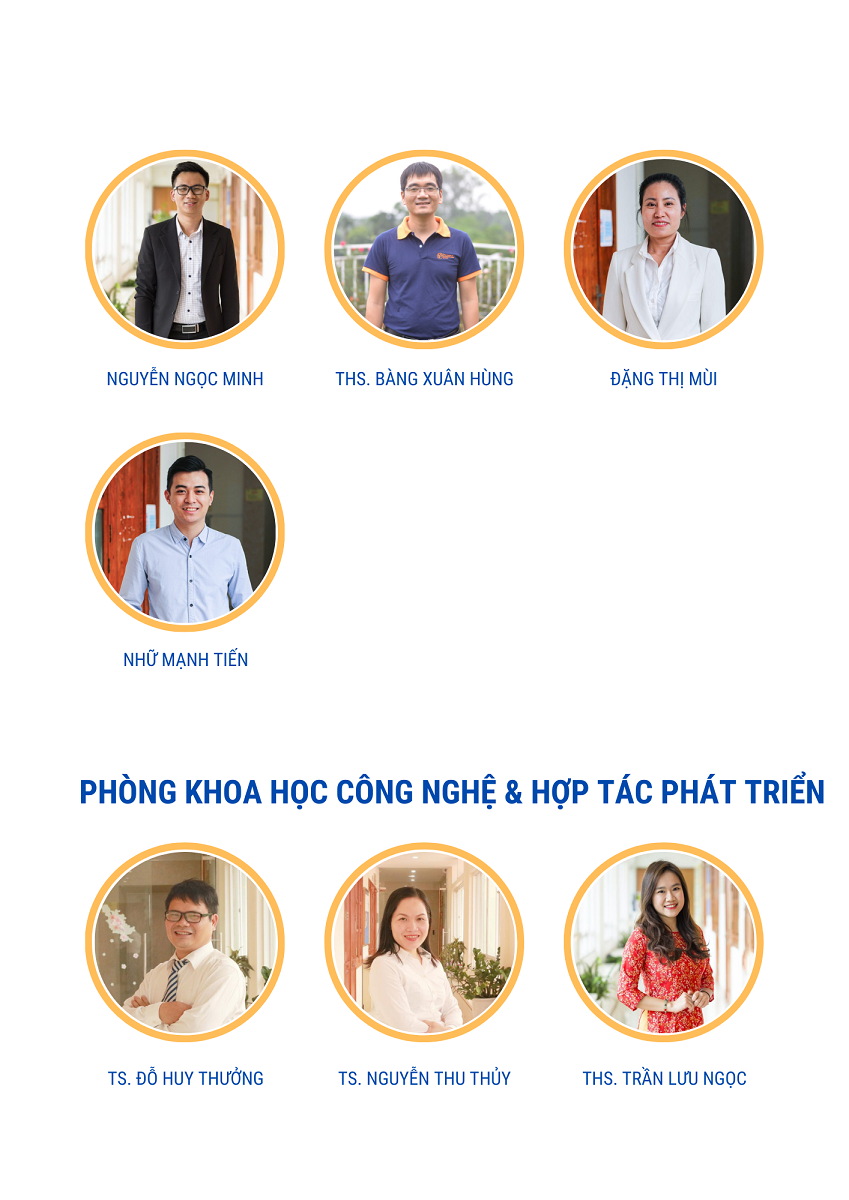 NGUYỄN NGỌC MINH
THS. BÀNG XUÂN HÙNG
ĐẶNG THỊ MÙI
NHỮ MẠNH TIẾN
PHÒNG KHOA HỌC CÔNG NGHỆ & HỢP TÁC PHÁT TRIỂN
TS. ĐỖ HUY THƯỞNG
TS. NGUYỄN THU THỦY
THS. TRẦN LƯU NGỌC